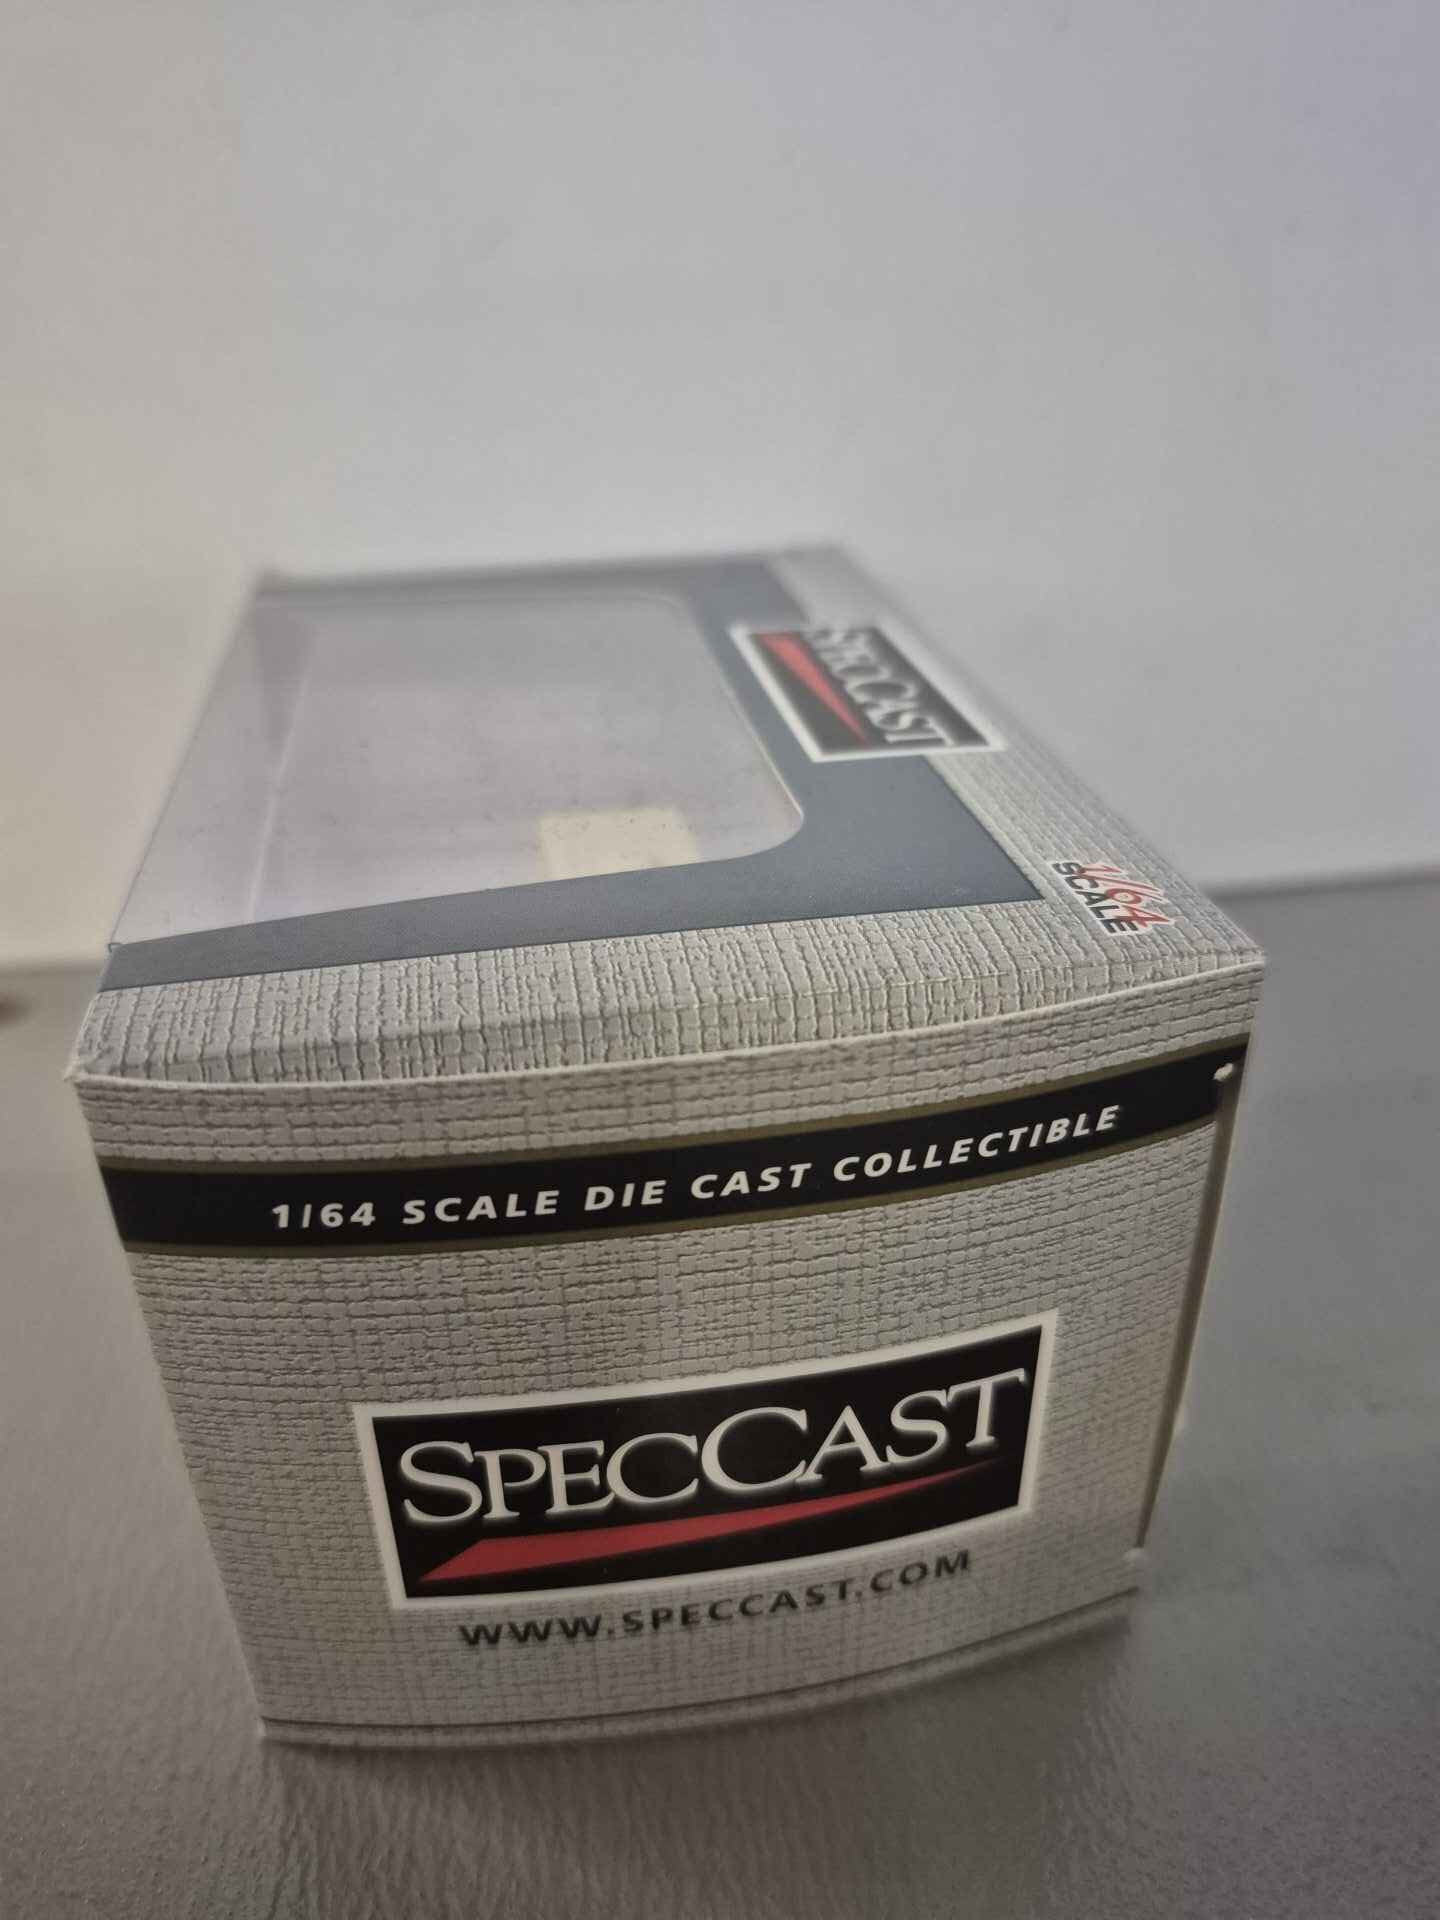 SPECCAST
1/64
SCALE
1/64 SCALE DIE CAST COLLECTIBLE
SPECCAST
WWW.SPECCAST.COM